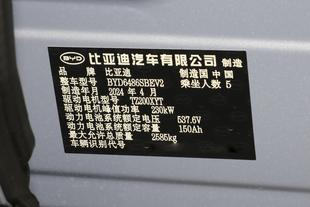 BYD 比亚迪汽车有限公司 制造
品 牌 比亚迪 制造国 中国
整车型号 BYD6486SBEV2 乘坐人数 5
制造年月 2024 年 4 月
驱动电机型号 TZ200XYT
驱动电机峰值功率 230kW
动力电池系统额定电压 537.6V
动力电池系统额定容量 150Ah
最大允许总质量 2585kg
车辆识别代号